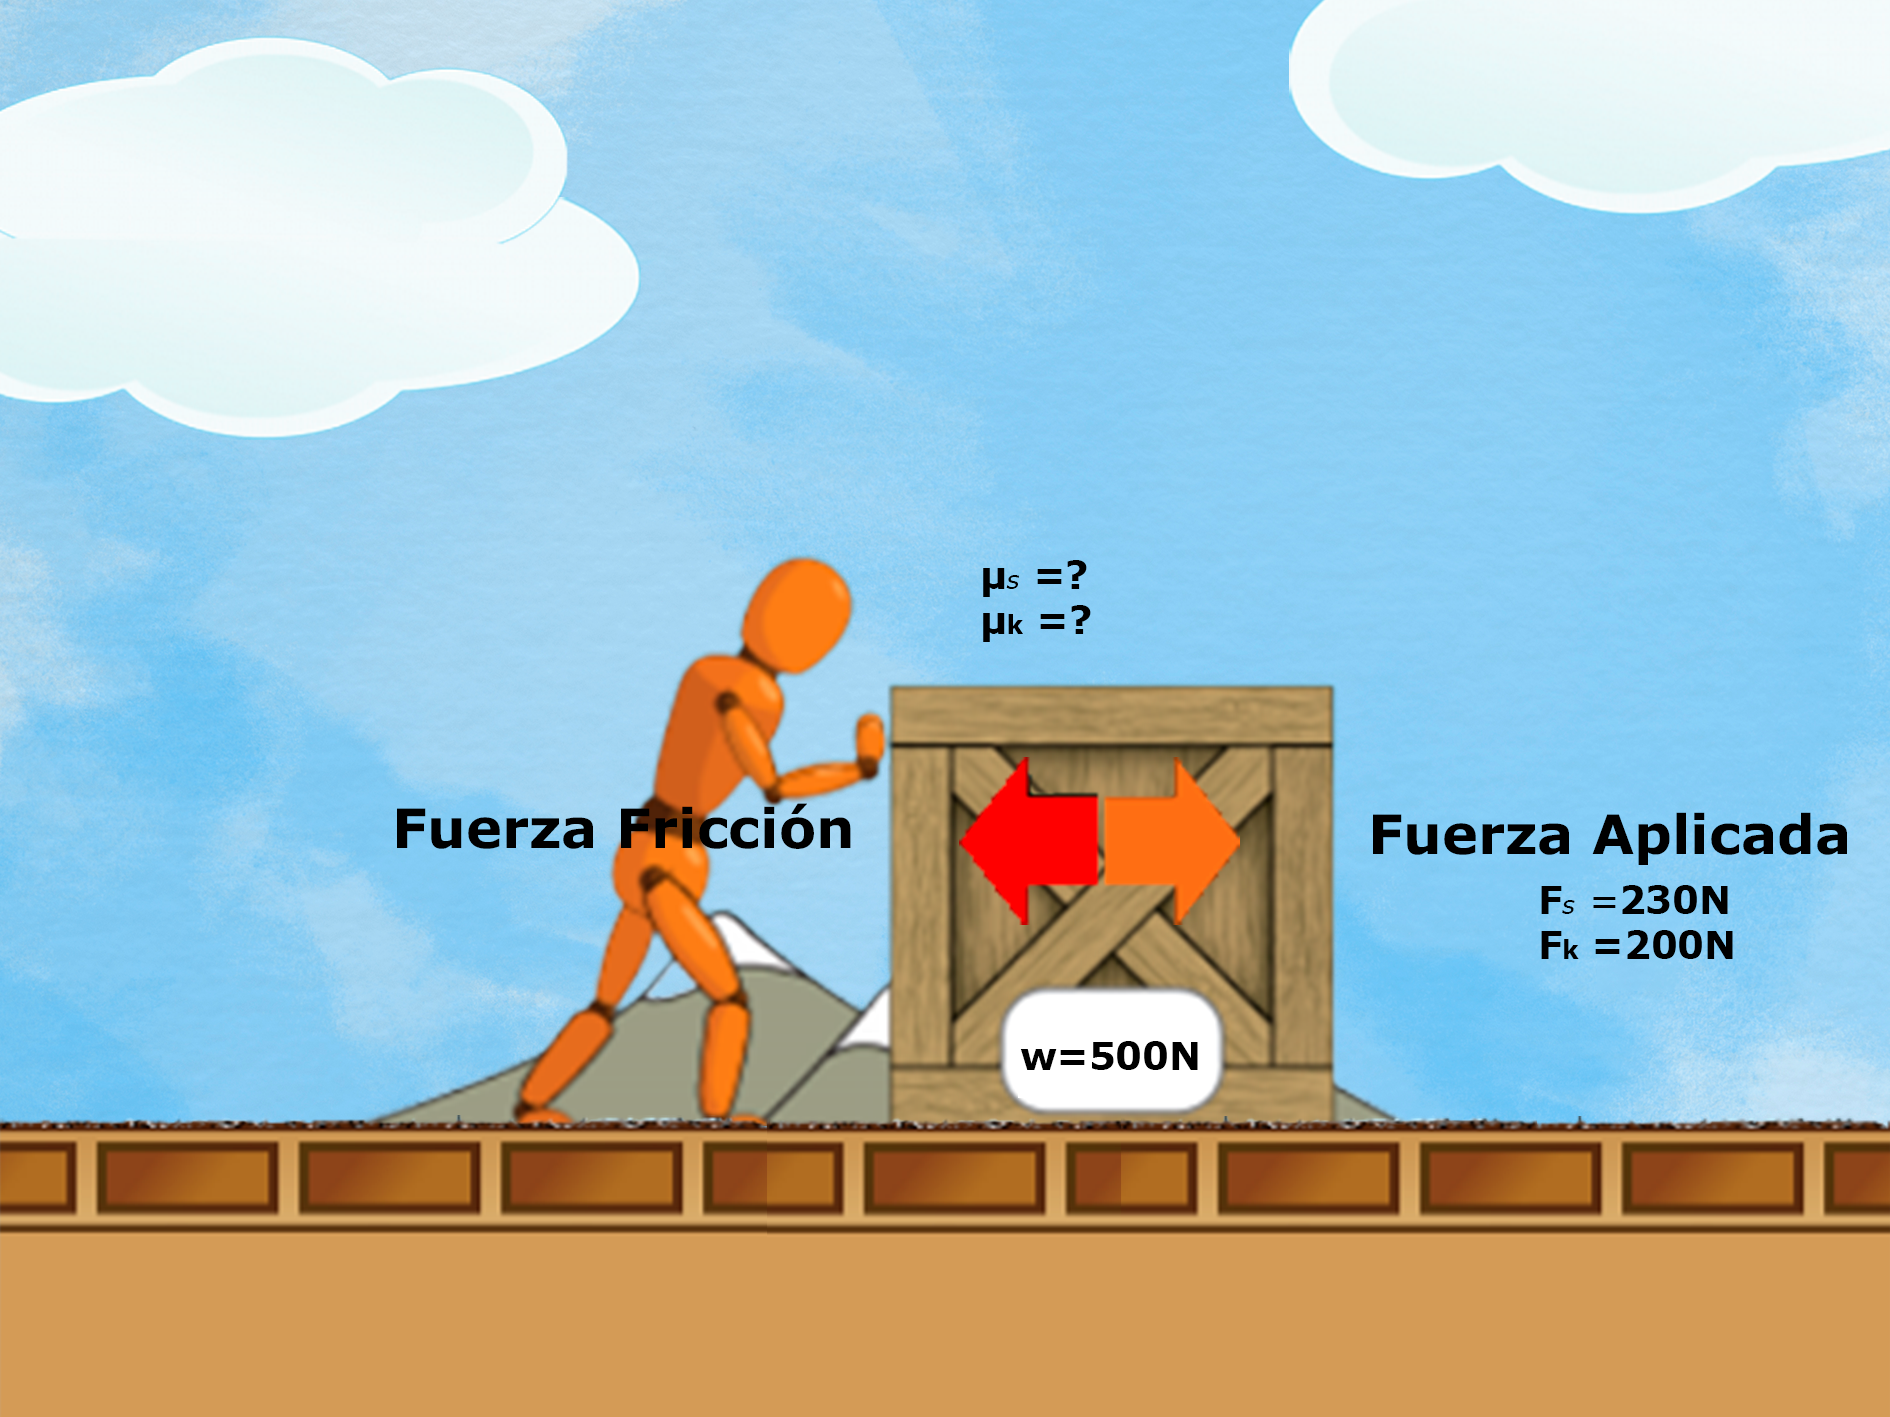 μs =?
μk =?
Fuerza Fricción
Fuerza Aplicada
Fs =230N
Fk =200N
w=500N